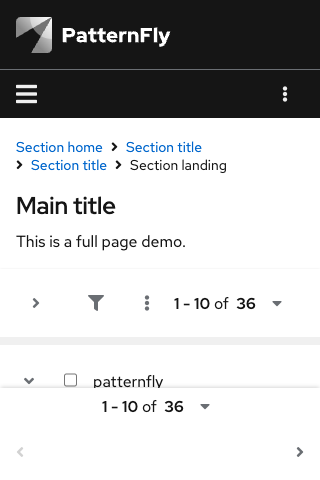 PatternFly
Section home Section title
Section title Section landing
Main title
This is a full page demo.
1 - 10 of 36
patternfly
1 - 10 of 36